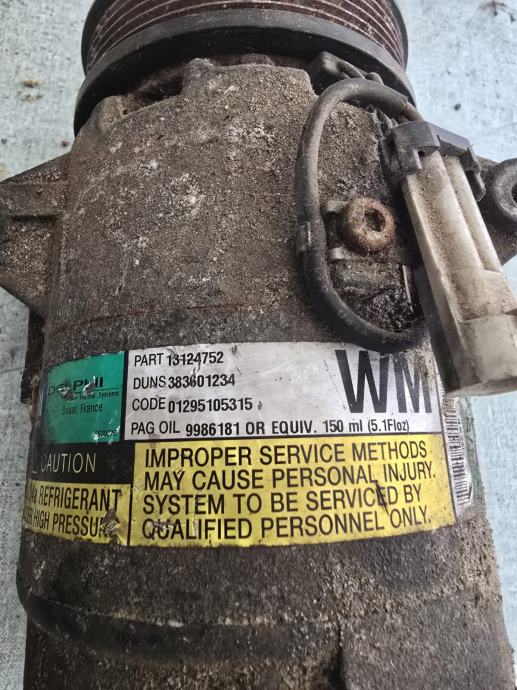 DELPHI
Thermal Systems
Douai, France
PART 13124752
DUNS 383601234
CODE 01295105315
PAG OIL 9986181 OR EQUIV. 150 ml (5.1Floz)
WM
CAUTION
REFRIGERANT
HIGH PRESSURE
IMPROPER SERVICE METHODS
MAY CAUSE PERSONAL INJURY.
SYSTEM TO BE SERVICED BY
QUALIFIED PERSONNEL ONLY.